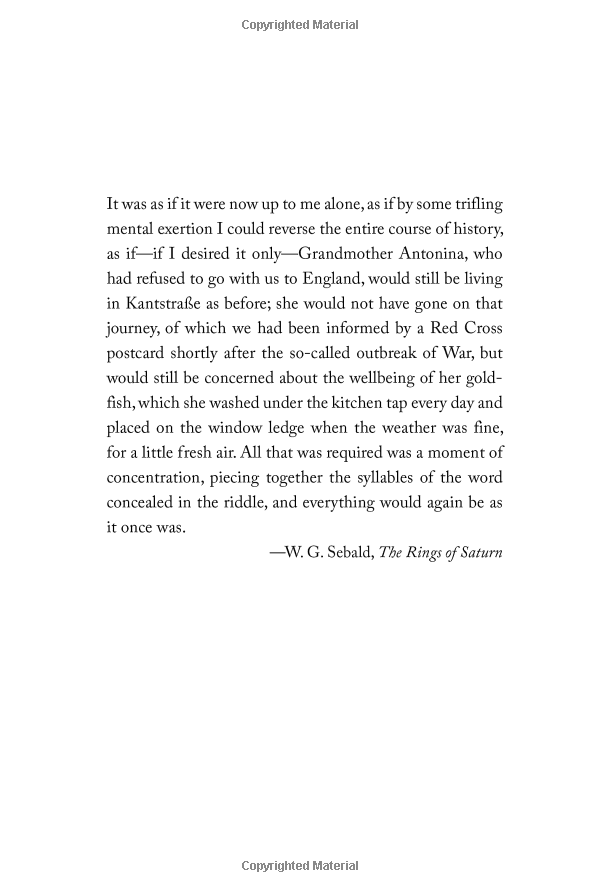 Copyrighted Material
It was as if it were now up to me alone, as if by some trifling
mental exertion I could reverse the entire course of history,
as if—if I desired it only—Grandmother Antonina, who
had refused to go with us to England, would still be living
in Kantstraße as before; she would not have gone on that
journey, of which we had been informed by a Red Cross
postcard shortly after the so-called outbreak of War, but
would still be concerned about the wellbeing of her gold-
fish, which she washed under the kitchen tap every day and
placed on the window ledge when the weather was fine,
for a little fresh air. All that was required was a moment of
concentration, piecing together the syllables of the word
concealed in the riddle, and everything would again be as
it once was.
—W. G. Sebald, The Rings of Saturn
Copyrighted Material